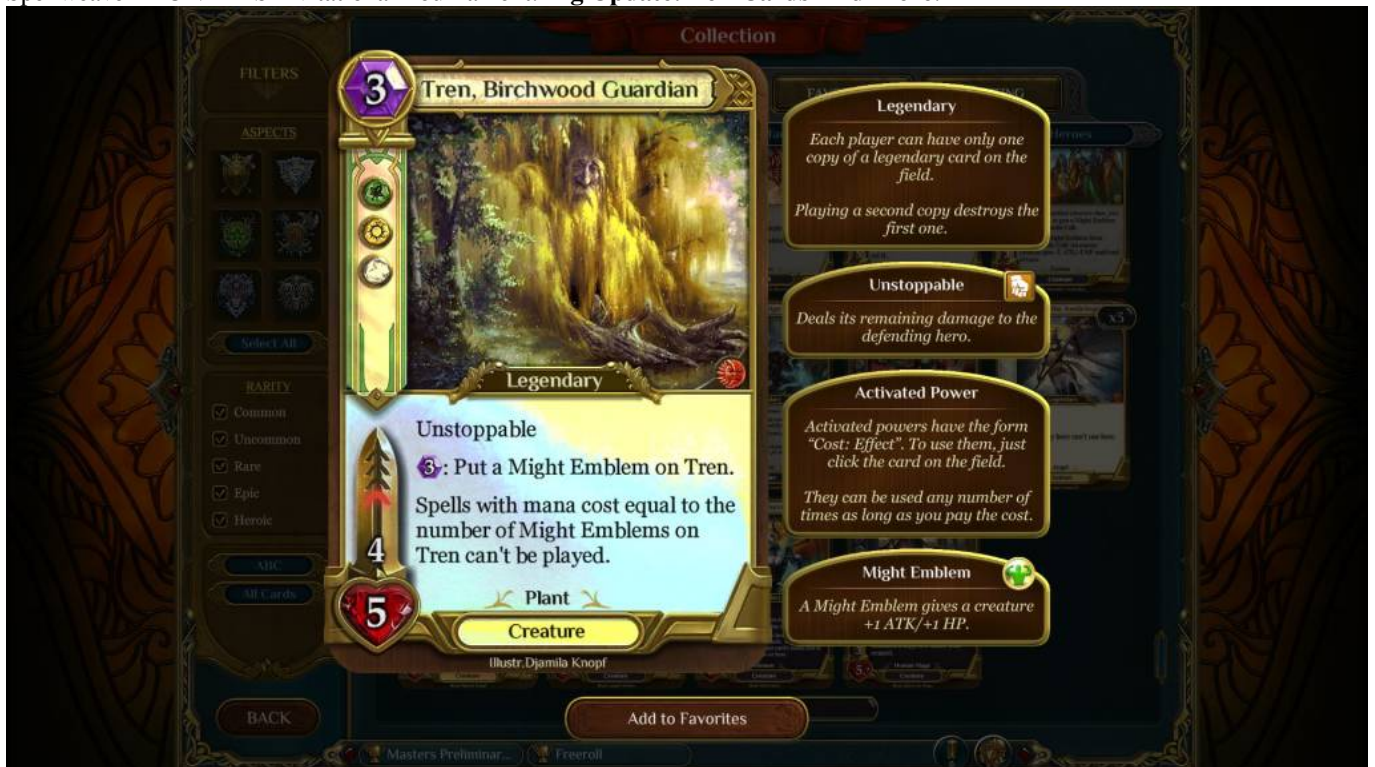 Collection
FILTERS
ASPECTS
Select All
RARITY
Common
Uncommon
Rare
Epic
Heroic
ABC
All Cards
BACK
3
Tren, Birchwood Guardian
Legendary
Unstoppable
3: Put a Might Emblem on Tren.
Spells with mana cost equal to the
number of Might Emblems on
Tren can't be played.
4
5
Plant
Creature
Illustr.Djamila Knopf
Legendary
Each player can have only one
copy of a legendary card on the
field.
Playing a second copy destroys the
first one.
Unstoppable
Deals its remaining damage to the
defending hero.
Activated Power
Activated powers have the form
"Cost: Effect". To use them, just
click the card on the field.
They can be used any number of
times as long as you pay the cost.
Might Emblem
A Might Emblem gives a creature
+1 ATK/+1 HP.
x3
Add to Favorites
Masters Preliminar...
Freeroll